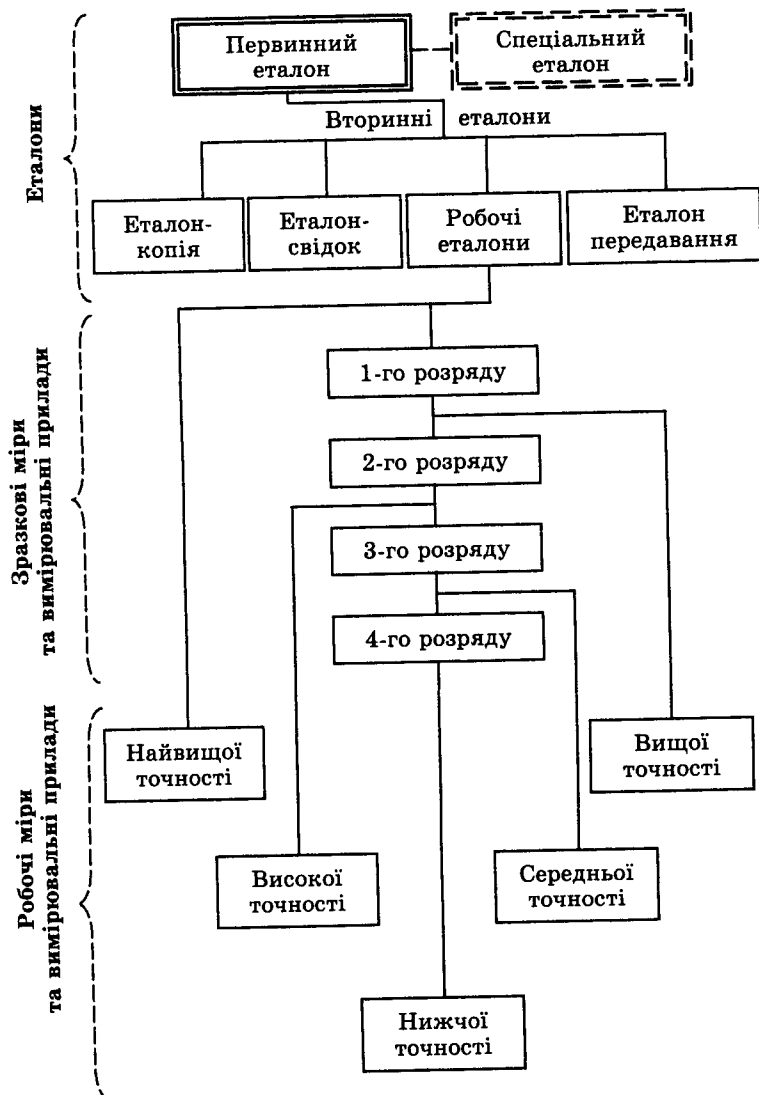 Первинний
еталон
Спеціальний
еталон
Вторинні еталони
Еталони
Еталон-
копія
Еталон-
свідок
Робочі
еталони
Еталон
передавання
Зразкові міри
та вимірювальні прилади
1-го розряду
2-го розряду
3-го розряду
4-го розряду
Робочі міри
та вимірювальні прилади
Найвищої
точності
Вищої
точності
Високої
точності
Середньої
точності
Нижчої
точності